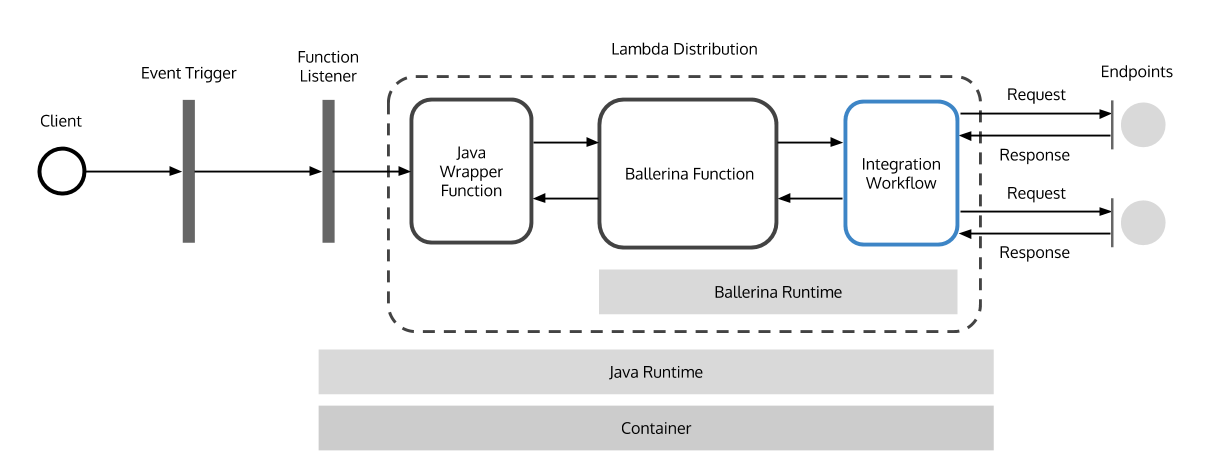 Lambda Distribution
Function
Listener
Event Trigger
Endpoints
Client
Request
Response
Java
Wrapper
Function
Ballerina Function
Integration
Workflow
Request
Response
Ballerina Runtime
Java Runtime
Container